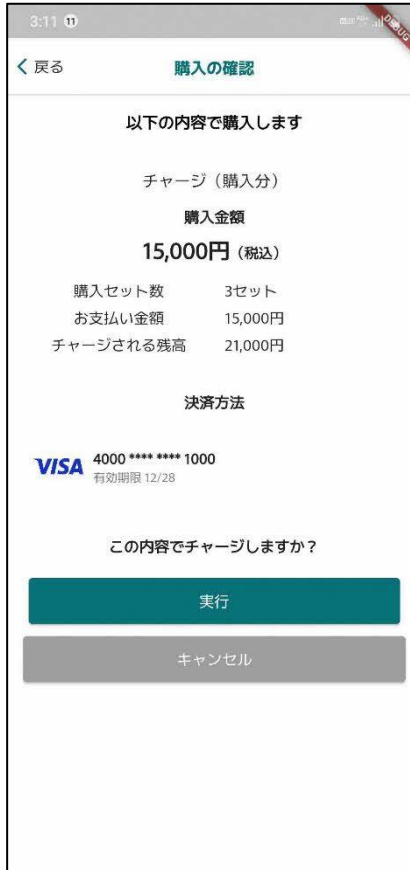 3:11 11
DEBUG
戻る 購入の確認
以下の内容で購入します
チャージ（購入分）
購入金額
15,000円（税込）
購入セット数 3セット
お支払い金額 15,000円
チャージされる残高 21,000円
決済方法
VISA 4000 **** **** 1000
有効期限 12/28
この内容でチャージしますか？
実行
キャンセル